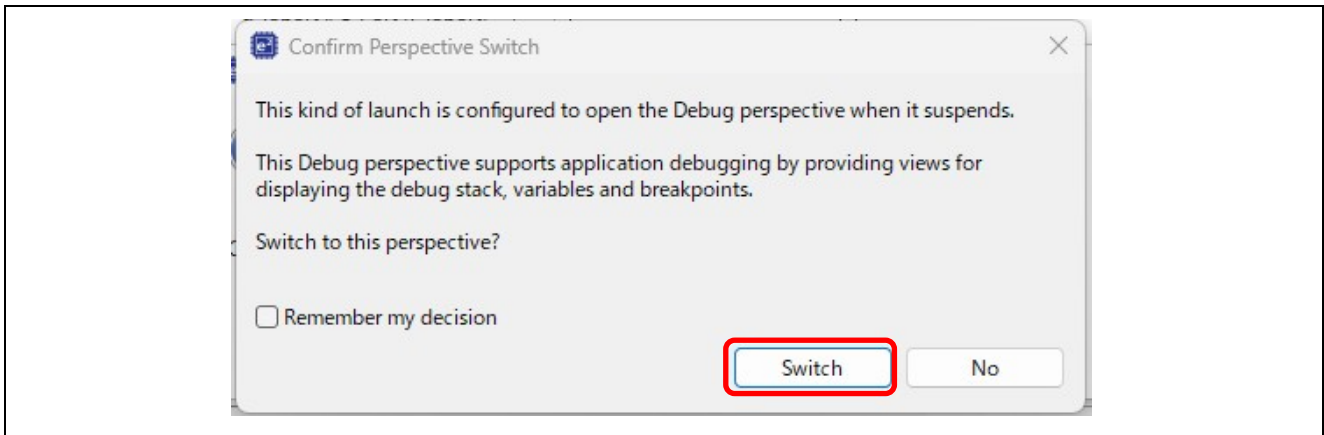 Confirm Perspective Switch
This kind of launch is configured to open the Debug perspective when it suspends.
This Debug perspective supports application debugging by providing views for
displaying the debug stack, variables and breakpoints.
Switch to this perspective?
Remember my decision
Switch
No